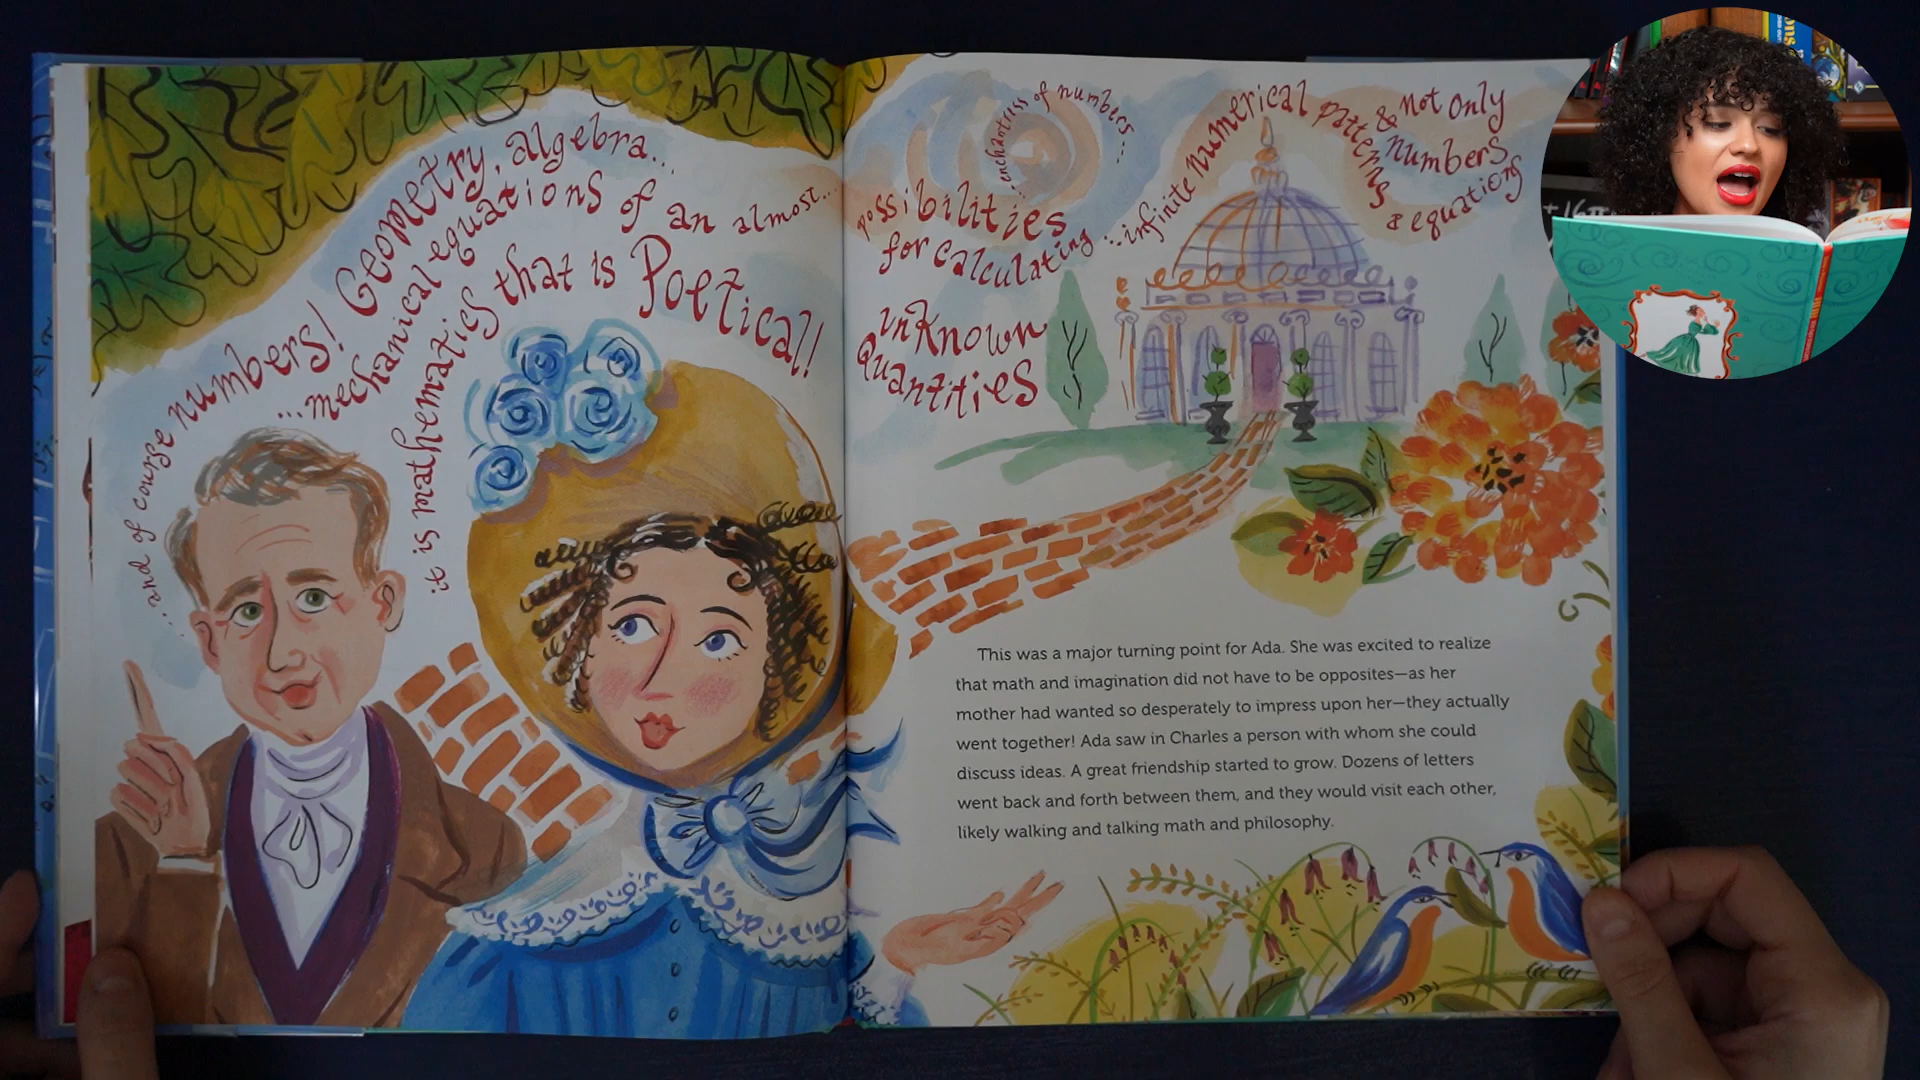 ...and of course numbers! Geometry, algebra...
...mechanical equations of an almost...
it is mathematics that is Poetical!
possibilities
for calculating
unknown
Quantities
...enchantress of numbers...
...infinite numerical patterns
& not only
numbers
& equations
This was a major turning point for Ada. She was excited to realize
that math and imagination did not have to be opposites—as her
mother had wanted so desperately to impress upon her—they actually
went together! Ada saw in Charles a person with whom she could
discuss ideas. A great friendship started to grow. Dozens of letters
went back and forth between them, and they would visit each other,
likely walking and talking math and philosophy.